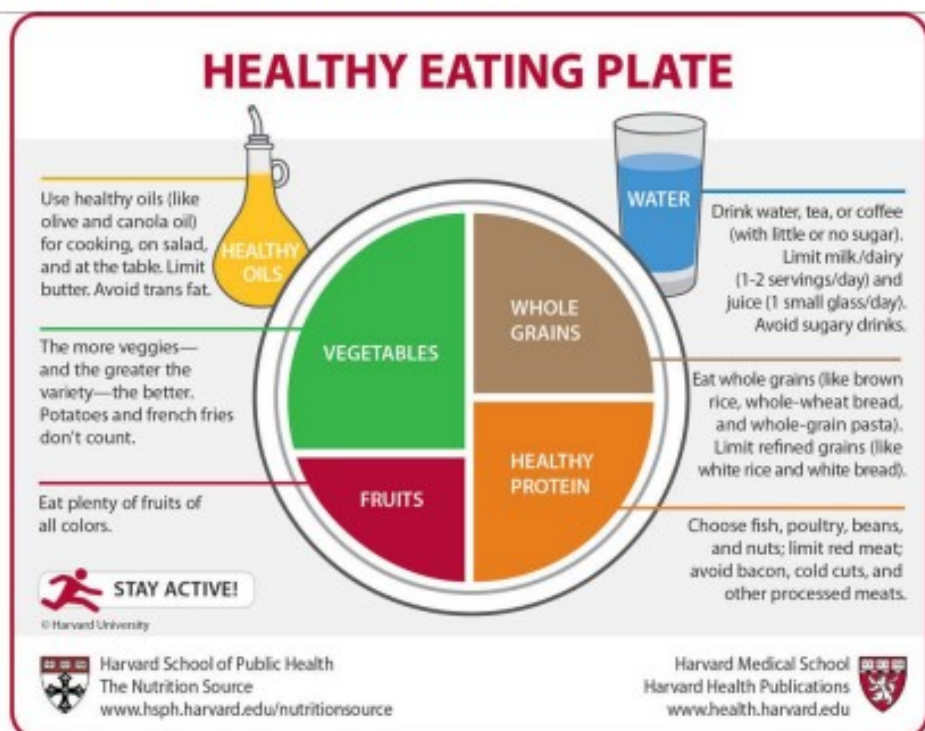 HEALTHY EATING PLATE
Use healthy oils (like
olive and canola oil)
for cooking, on salad,
and at the table. Limit
butter. Avoid trans fat.
HEALTHY
OILS
The more veggies—
and the greater the
variety—the better.
Potatoes and french fries
don't count.
Eat plenty of fruits of
all colors.
VEGETABLES
FRUITS
WHOLE
GRAINS
HEALTHY
PROTEIN
WATER
Drink water, tea, or coffee
(with little or no sugar).
Limit milk/dairy
(1-2 servings/day) and
juice (1 small glass/day).
Avoid sugary drinks.
Eat whole grains (like brown
rice, whole-wheat bread,
and whole-grain pasta).
Limit refined grains (like
white rice and white bread).
Choose fish, poultry, beans,
and nuts; limit red meat;
avoid bacon, cold cuts, and
other processed meats.
STAY ACTIVE!
© Harvard University
Harvard School of Public Health
The Nutrition Source
www.hsph.harvard.edu/nutritionsource
Harvard Medical School
Harvard Health Publications
www.health.harvard.edu